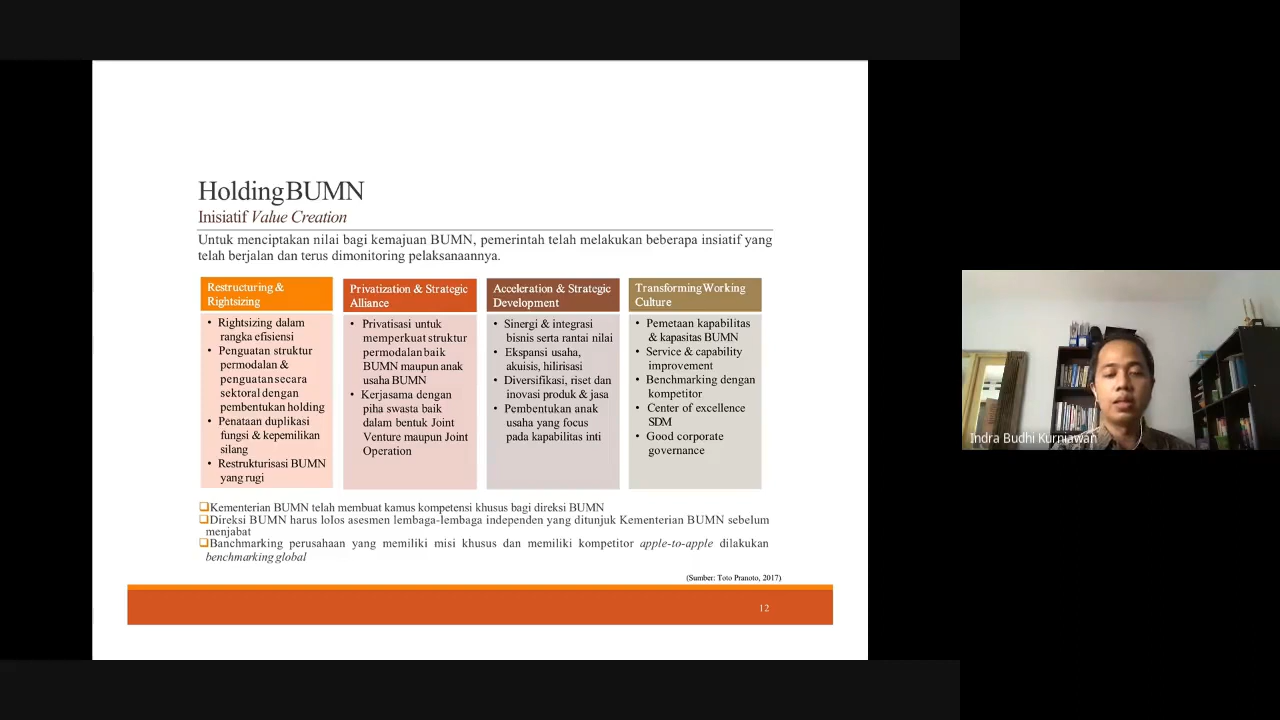 HoldingBUMN
Inisiatif Value Creation
Untuk menciptakan nilai bagi kemajuan BUMN, pemerintah telah melakukan beberapa insiatif yang
telah berjalan dan terus dimonitoring pelaksanaannya.
Restructuring &
Rightsizing
• Rightsizing dalam
rangka efisiensi
• Penguatan struktur
permodalan &
penguatan secara
sektoral dengan
pembentukan holding
• Penataan duplikasi
fungsi & kepemilikan
silang
• Restrukturisasi BUMN
yang rugi
Privatization & Strategic
Alliance
• Privatisasi untuk
memperkuat struktur
permodalan baik
BUMN maupun anak
usaha BUMN
• Kerjasama dengan
piha swasta baik
dalam bentuk Joint
Venture maupun Joint
Operation
Acceleration & Strategic
Development
• Sinergi & integrasi
bisnis serta rantai nilai
• Ekspansi usaha,
akuisis, hilirisasi
• Diversifikasi, riset dan
inovasi produk & jasa
• Pembentukan anak
usaha yang focus
pada kapabilitas inti
Transforming Working
Culture
• Pemetaan kapabilitas
& kapasitas BUMN
• Service & capability
improvement
• Benchmarking dengan
kompetitor
• Center of excellence
SDM
• Good corporate
governance
❑Kementerian BUMN telah membuat kamus kompetensi khusus bagi direksi BUMN
❑Direksi BUMN harus lolos asesmen lembaga-lembaga independen yang ditunjuk Kementerian BUMN sebelum
menjabat
❑Banchmarking perusahaan yang memiliki misi khusus dan memiliki kompetitor apple-to-apple dilakukan
benchmarking global
(Sumber: Toto Pranoto, 2017)
12
Indra Budhi Kurniawan